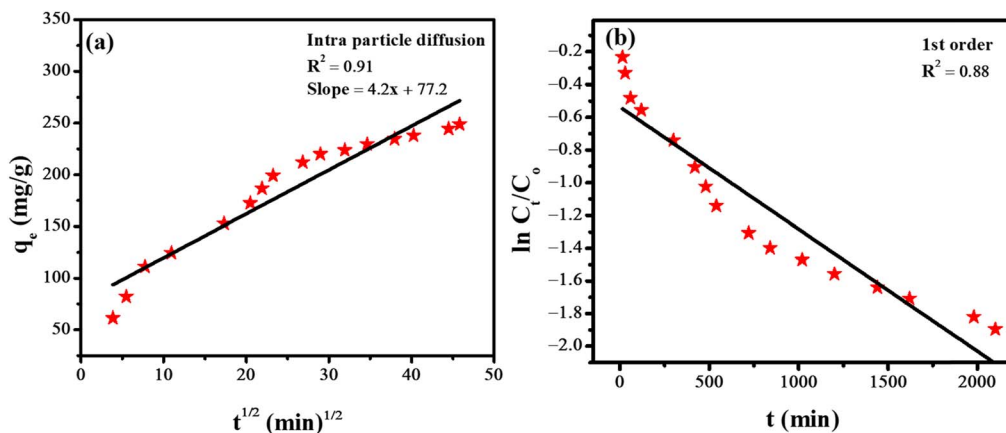 (a)
Intra particle diffusion
R² = 0.91
Slope = 4.2x + 77.2
350
300
250
200
150
100
50
qₑ (mg/g)
0 10 20 30 40 50
t^1/2 (min)^1/2
(b)
1st order
R² = 0.88
−0.2
−0.4
−0.6
−0.8
−1.0
−1.2
−1.4
−1.6
−1.8
−2.0
ln Cₜ/Cₒ
0 500 1000 1500 2000
t (min)